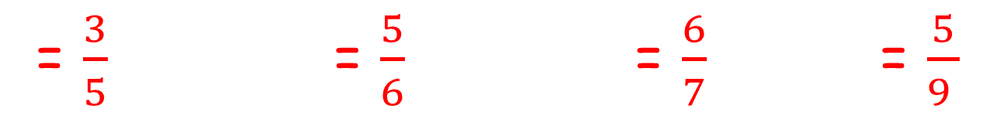 = 3/5 = 5/6 = 6/7 = 5/9